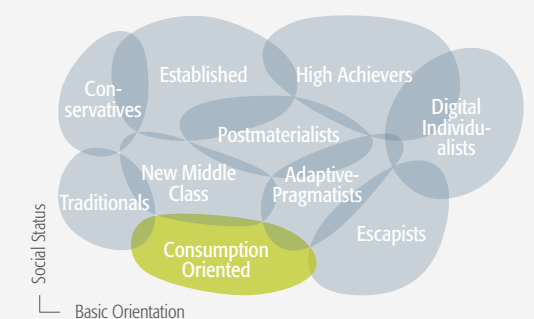 Established
High Achievers
Con-
servatives
Digital
Individu-
alists
Postmaterialists
New Middle
Class
Adaptive-
Pragmatists
Traditionals
Escapists
Consumption
Oriented
Social Status
Basic Orientation